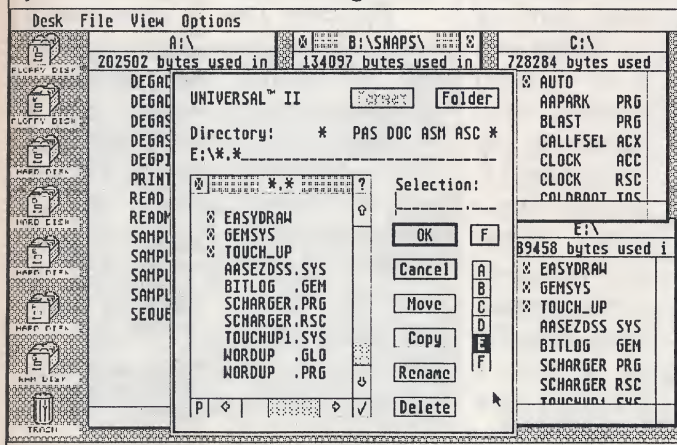 Desk File View Options
A:\
202502 bytes used in
DEGAD
DEGAD
DEGAS
DEGAS
DEGAS
DEGPI
PRINT
READ
READM
SAMPL
SAMPL
SAMPL
SAMPL
SEQUE
B:\SNAPS\
134097 bytes used in
C:\
728284 bytes used
AUTO
AAPARK PRG
BLAST PRG
CALLFSEL ACX
CLOCK ACC
CLOCK RSC
COLDBOOT TOS
E:\
89458 bytes used i
EASYDRAW
GEMSYS
TOUCH_UP
AASEZDSS SYS
BITLOG GEM
SCHARGER PRG
SCHARGER RSC
TOUCHUP1 SYS
FLOPPY DISK
FLOPPY DISK
HARD DISK
HARD DISK
HARD DISK
HARD DISK
RAM DISK
TRASH
UNIVERSAL™ II
Format Folder
Directory: * PAS DOC ASM ASC *
E:\*.*
*.* ?
EASYDRAW
GEMSYS
TOUCH_UP
AASEZDSS.SYS
BITLOG .GEM
SCHARGER.PRG
SCHARGER.RSC
TOUCHUP1.SYS
WORDUP .GLO
WORDUP .PRG
P
Selection:
OK F
Cancel
Move
Copy
Rename
Delete
A
B
C
D
E
F